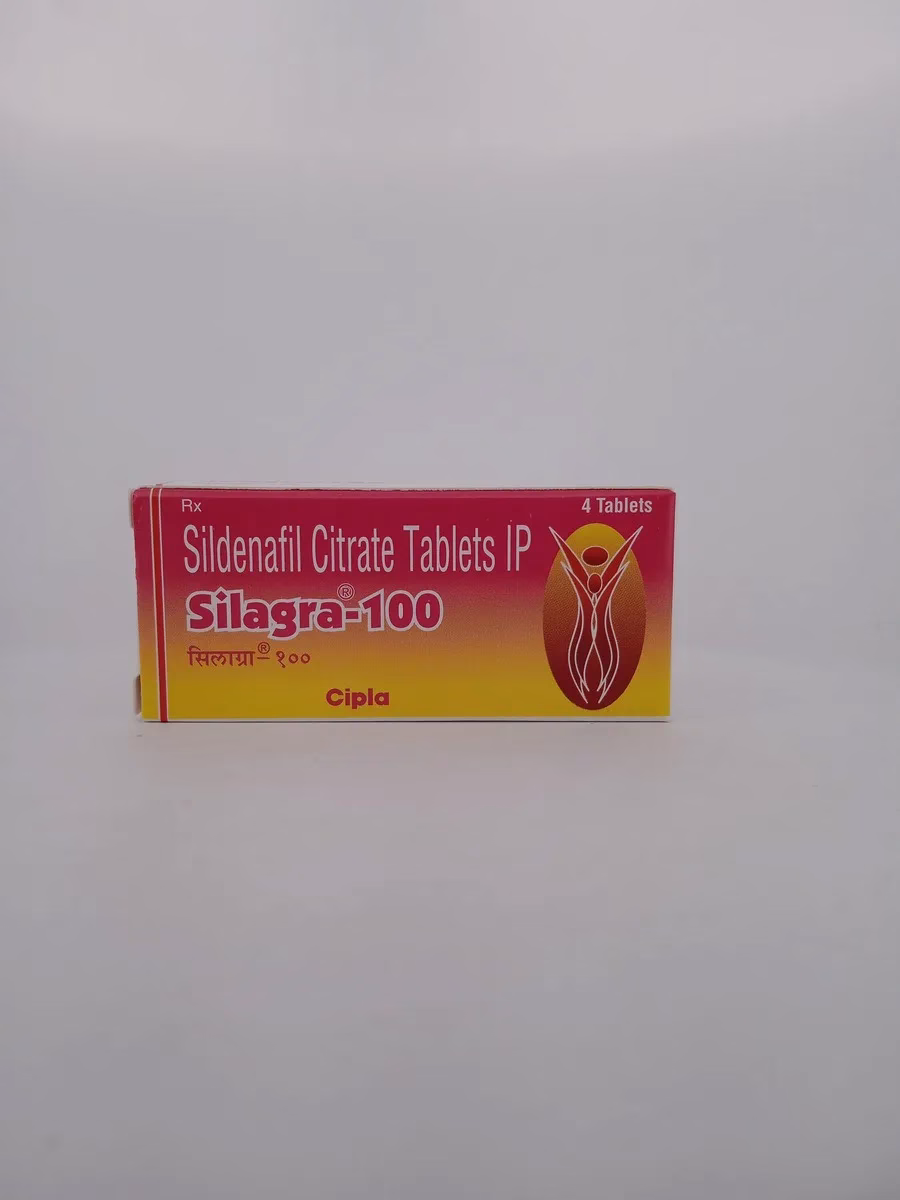 Rx
4 Tablets
Sildenafil Citrate Tablets IP
Silagra®-100
सिलाग्रा®-१००
Cipla